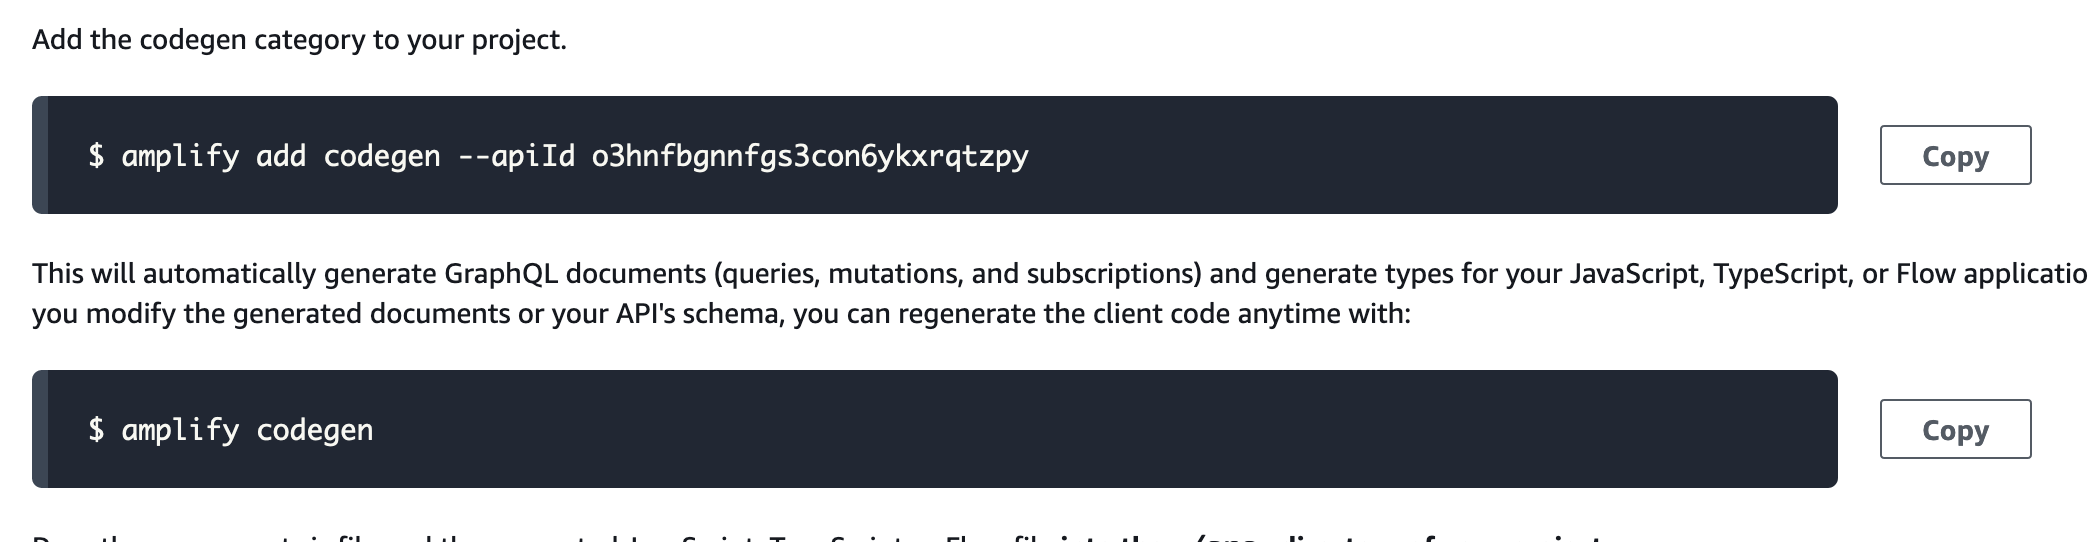 Add the codegen category to your project.
$ amplify add codegen --apiId o3hnfbgnnfgs3con6ykxrqtzpy
Copy
This will automatically generate GraphQL documents (queries, mutations, and subscriptions) and generate types for your JavaScript, TypeScript, or Flow applicatio
you modify the generated documents or your API's schema, you can regenerate the client code anytime with:
$ amplify codegen
Copy